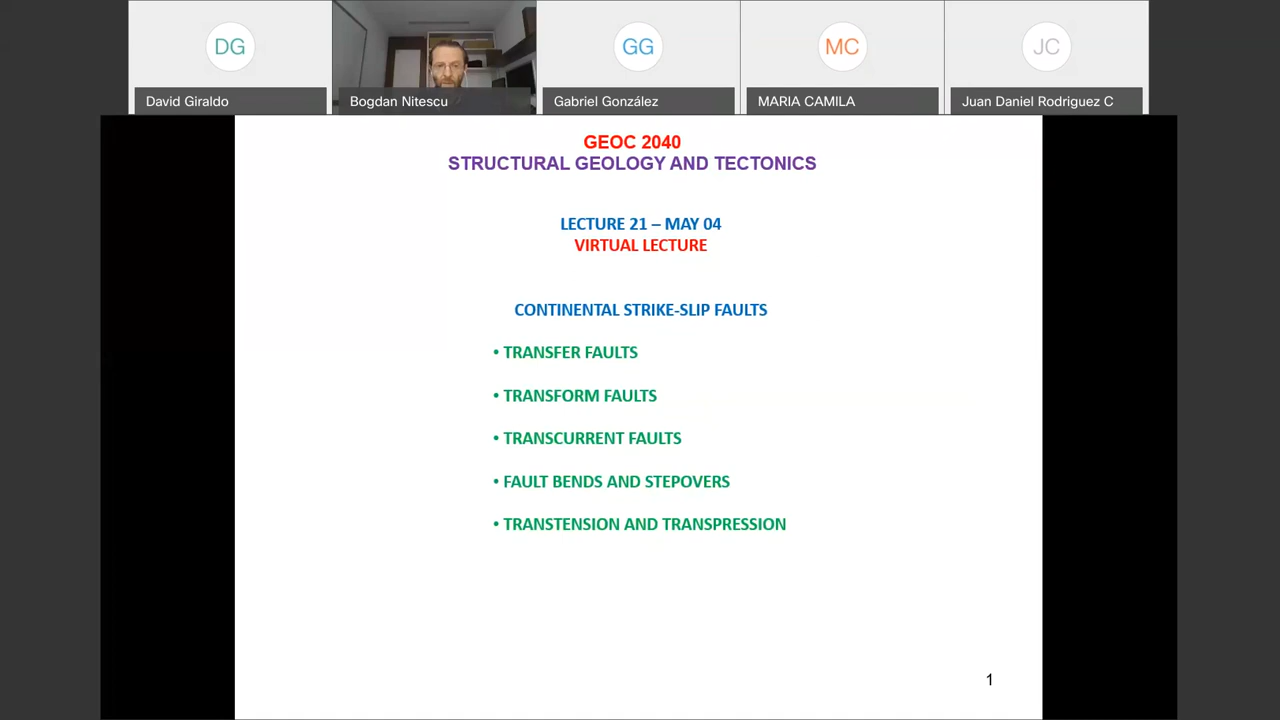 DG
GG
MC
JC
David Giraldo
Bogdan Nitescu
Gabriel González
MARIA CAMILA
Juan Daniel Rodriguez C
GEOC 2040
STRUCTURAL GEOLOGY AND TECTONICS
LECTURE 21 – MAY 04
VIRTUAL LECTURE
CONTINENTAL STRIKE-SLIP FAULTS
• TRANSFER FAULTS
• TRANSFORM FAULTS
• TRANSCURRENT FAULTS
• FAULT BENDS AND STEPOVERS
• TRANSTENSION AND TRANSPRESSION
1